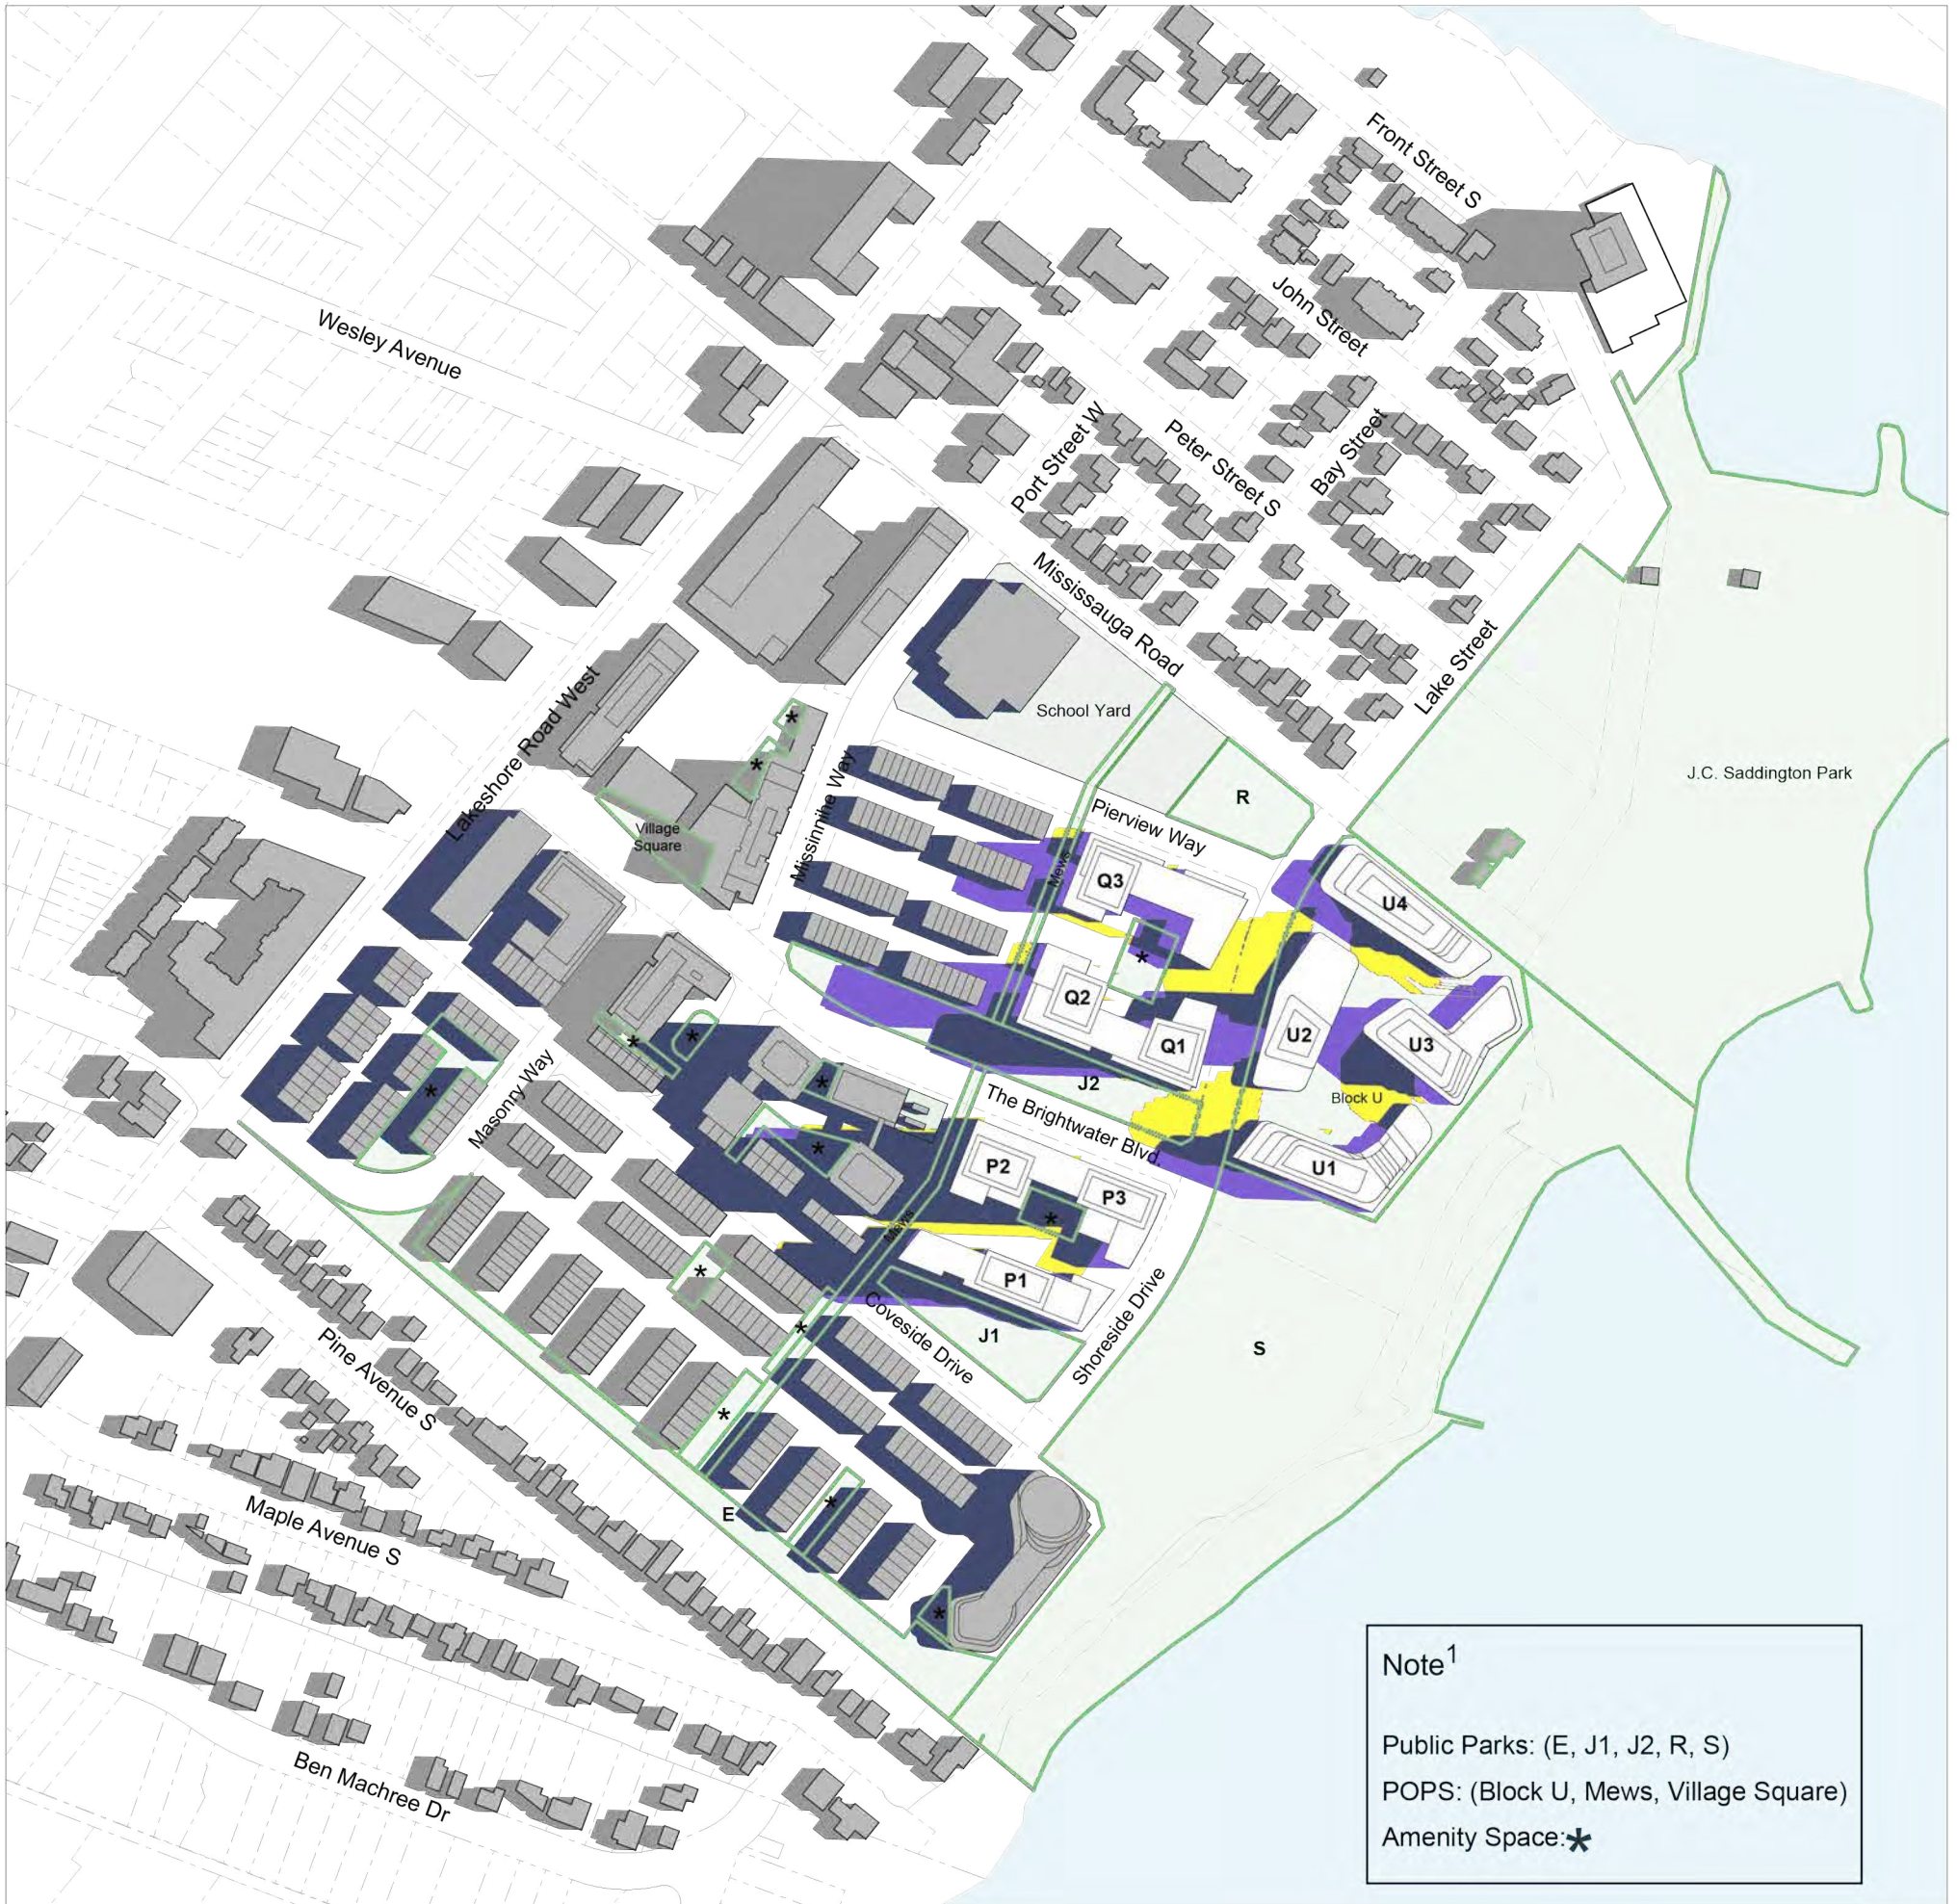 Front Street S
John Street
Wesley Avenue
Port Street W
Peter Street S
Bay Street
Mississauga Road
Lake Street
Lakeshore Road West
School Yard
*
*
J.C. Saddington Park
R
Village
Square
Missinnihe Way
Pierview Way
Mews
Q3
U4
*
Q2
Q1
U2
U3
*
*
*
J2
Block U
*
Masonry Way
The Brightwater Blvd.
*
P2
P3
U1
*
Mews
*
P1
*
Coveside Drive
J1
Shoreside Drive
S
Pine Avenue S
*
*
E
Maple Avenue S
*
Ben Machree Dr
Note1
Public Parks: (E, J1, J2, R, S)
POPS: (Block U, Mews, Village Square)
Amenity Space:*